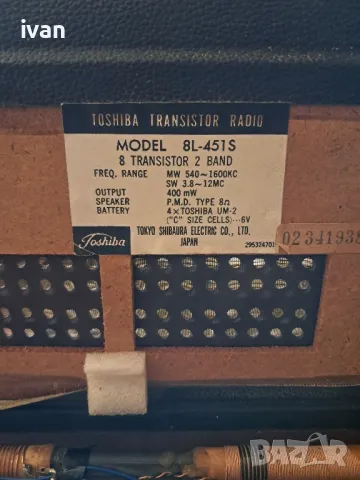 ivan
TOSHIBA TRANSISTOR RADIO
MODEL 8L-451S
8 TRANSISTOR 2 BAND
FREQ. RANGE MW 540~1600KC
SW 3.8~12MC
OUTPUT 400 mW
SPEAKER P.M.D. TYPE 8Ω
BATTERY 4×TOSHIBA UM-2
("C" SIZE CELLS)···6V
Toshiba
TOKYO SHIBAURA ELECTRIC CO., LTD.
JAPAN
295324701
02341938
bazar